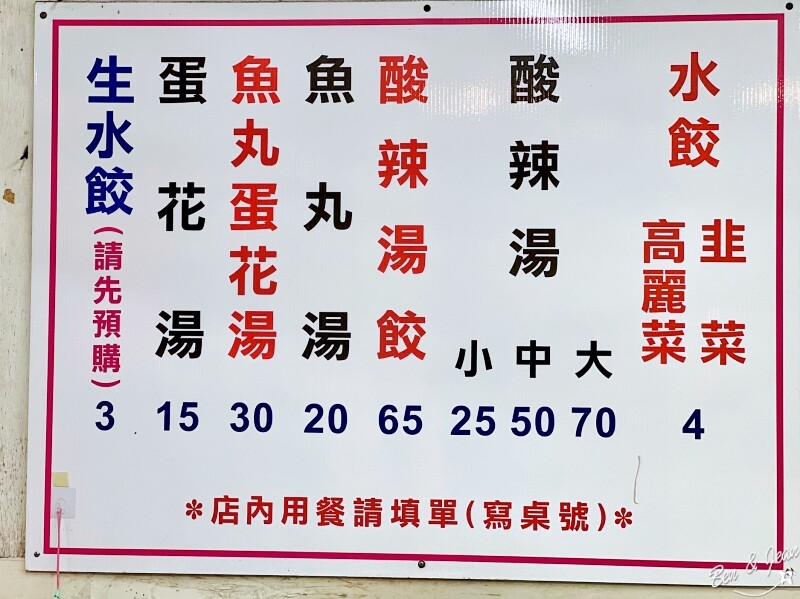 水餃
韭菜
高麗菜
4
酸辣湯
大
70
中
50
小
25
酸辣湯餃
65
魚丸湯
20
魚丸蛋花湯
30
蛋花湯
15
生水餃(請先預購)
3
*店內用餐請填單(寫桌號)*
Ben & Jean